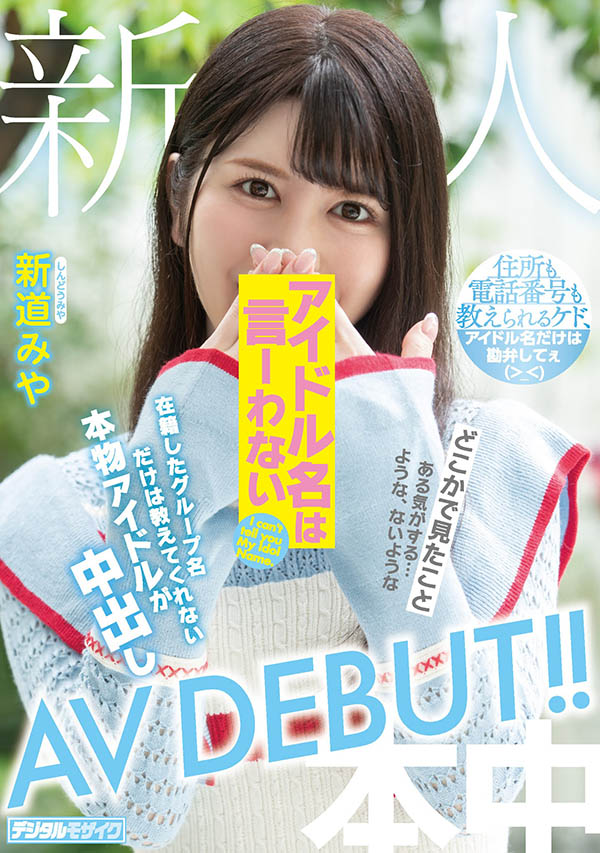 新人
しんどうみや
新道みや
住所も
電話番号も
教えられるケド、
アイドル名だけは
勘弁してぇ
(>_<)
アイドル名は
言ーわない
I can't
tell you
My Idol
Name.
どこかで見たこと
ある気がする…
ような、ないような
在籍したグループ名
だけは教えてくれない
本物アイドルが
中出し
AV DEBUT!!
本中
デジタルモザイク